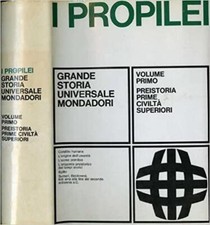 I PROPILEI
I PROPILEI
GRANDE
STORIA
UNIVERSALE
MONDADORI
VOLUME
PRIMO
PREISTORIA
PRIME
CIVILTÀ
SUPERIORI
GRANDE
STORIA
UNIVERSALE
MONDADORI
VOLUME
PRIMO
PREISTORIA
PRIME
CIVILTÀ
SUPERIORI
L'uomo